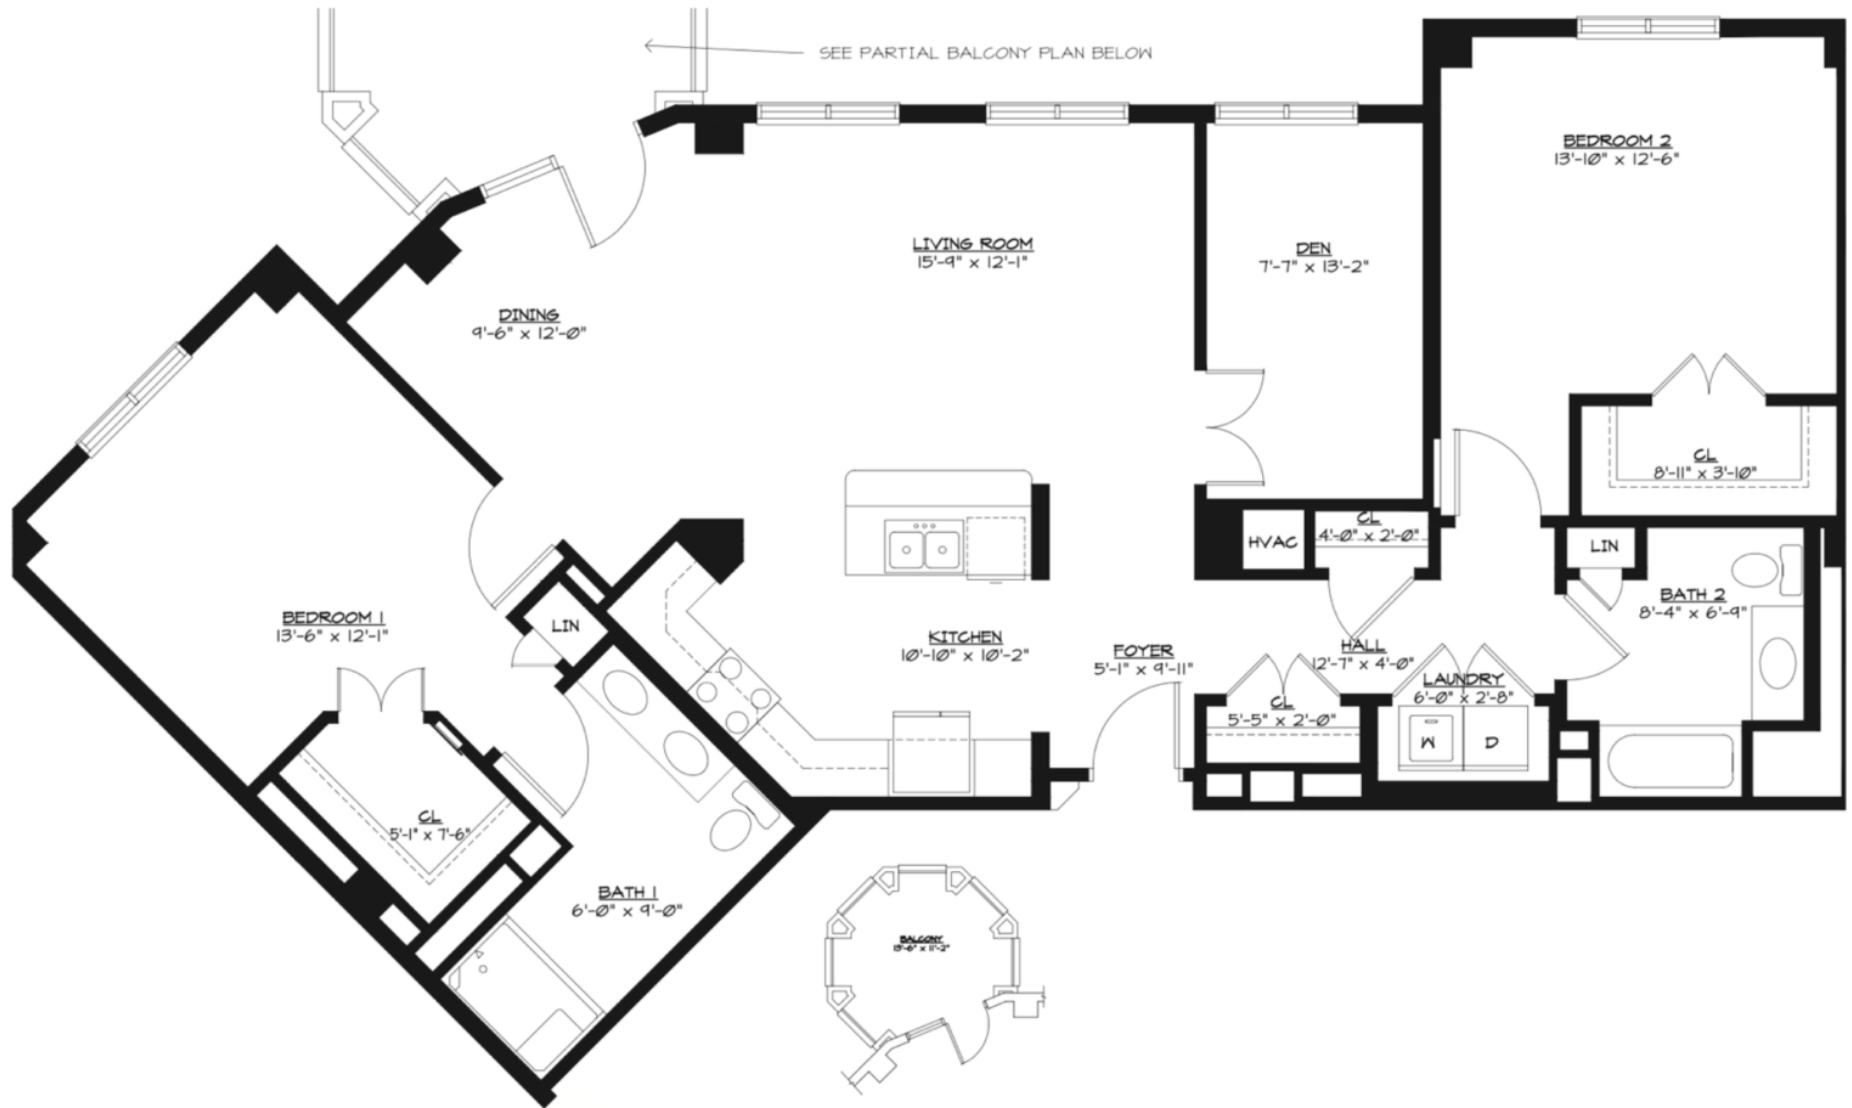 SEE PARTIAL BALCONY PLAN BELOW
BEDROOM 2
13'-10" x 12'-6"
LIVING ROOM
15'-9" x 12'-1"
DEN
7'-7" x 13'-2"
DINING
9'-6" x 12'-0"
CL
8'-11" x 3'-10"
CL
4'-0" x 2'-0"
HVAC
LIN
BATH 2
8'-4" x 6'-9"
BEDROOM 1
13'-6" x 12'-1"
LIN
KITCHEN
10'-10" x 10'-2"
FOYER
5'-1" x 9'-11"
HALL
12'-7" x 4'-0"
LAUNDRY
6'-0" x 2'-8"
CL
5'-5" x 2'-0"
W
D
CL
5'-1" x 7'-6"
BATH 1
6'-0" x 9'-0"
BALCONY
13'-6" x 11'-2"